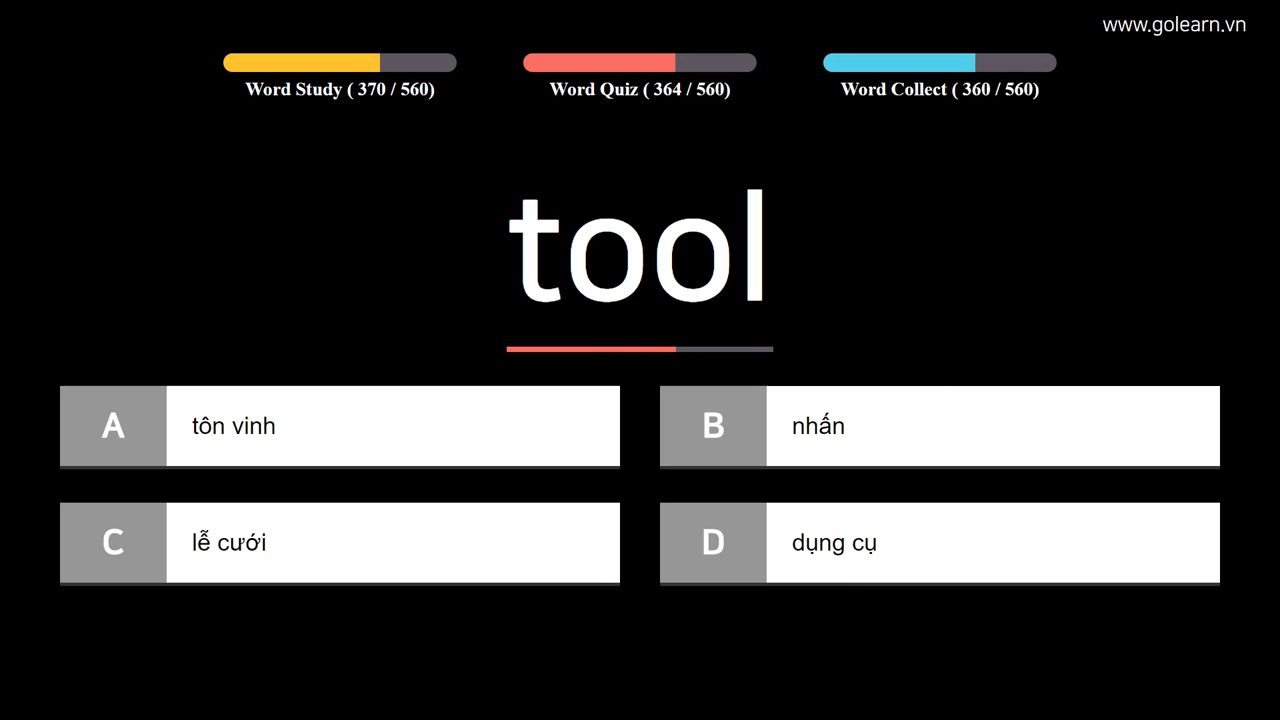 www.golearn.vn
Word Study ( 370 / 560)
Word Quiz ( 364 / 560)
Word Collect ( 360 / 560)
tool
A
tôn vinh
B
nhấn
C
lễ cưới
D
dụng cụ